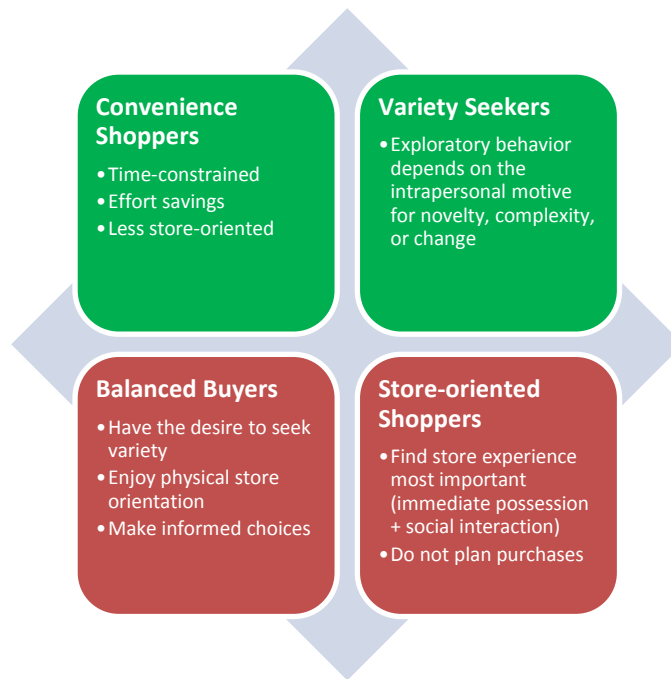 Convenience
Shoppers
•Time-constrained
•Effort savings
•Less store-oriented
Variety Seekers
•Exploratory behavior
depends on the
intrapersonal motive
for novelty, complexity,
or change
Balanced Buyers
•Have the desire to seek
variety
•Enjoy physical store
orientation
•Make informed choices
Store-oriented
Shoppers
•Find store experience
most important
(immediate possession
+ social interaction)
•Do not plan purchases